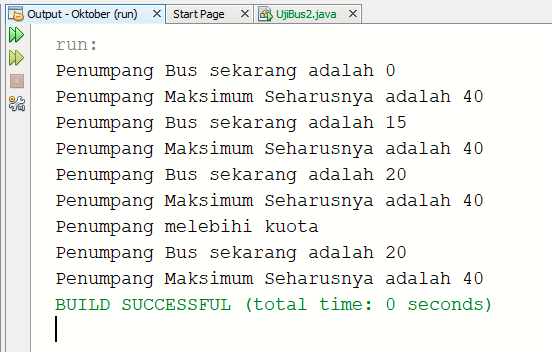 Output - Oktober (run)
Start Page
UjiBus2.java
run:
Penumpang Bus sekarang adalah 0
Penumpang Maksimum Seharusnya adalah 40
Penumpang Bus sekarang adalah 15
Penumpang Maksimum Seharusnya adalah 40
Penumpang Bus sekarang adalah 20
Penumpang Maksimum Seharusnya adalah 40
Penumpang melebihi kuota
Penumpang Bus sekarang adalah 20
Penumpang Maksimum Seharusnya adalah 40
BUILD SUCCESSFUL (total time: 0 seconds)